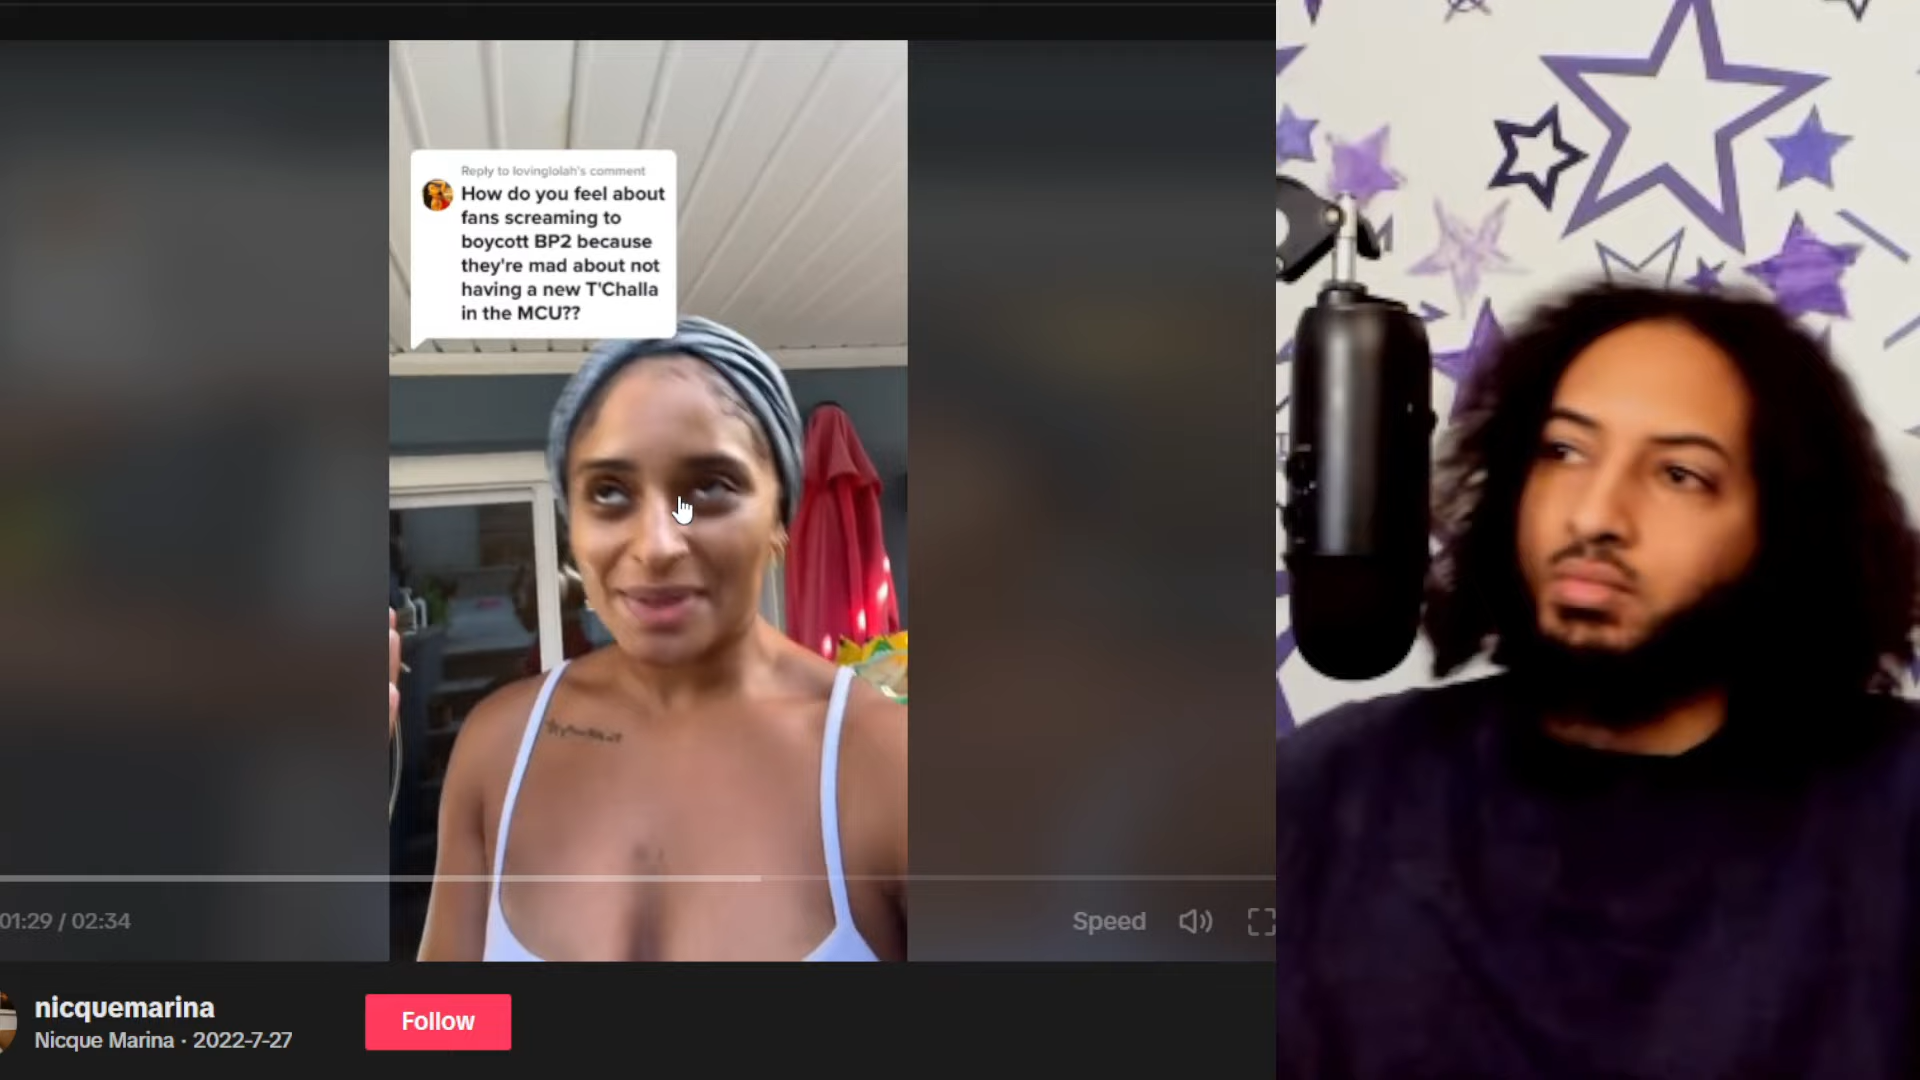 Reply to lovinglolah's comment
How do you feel about
fans screaming to
boycott BP2 because
they're mad about not
having a new T'Challa
in the MCU??
01:29 / 02:34
Speed
nicquemarina
Nicque Marina · 2022-7-27
Follow